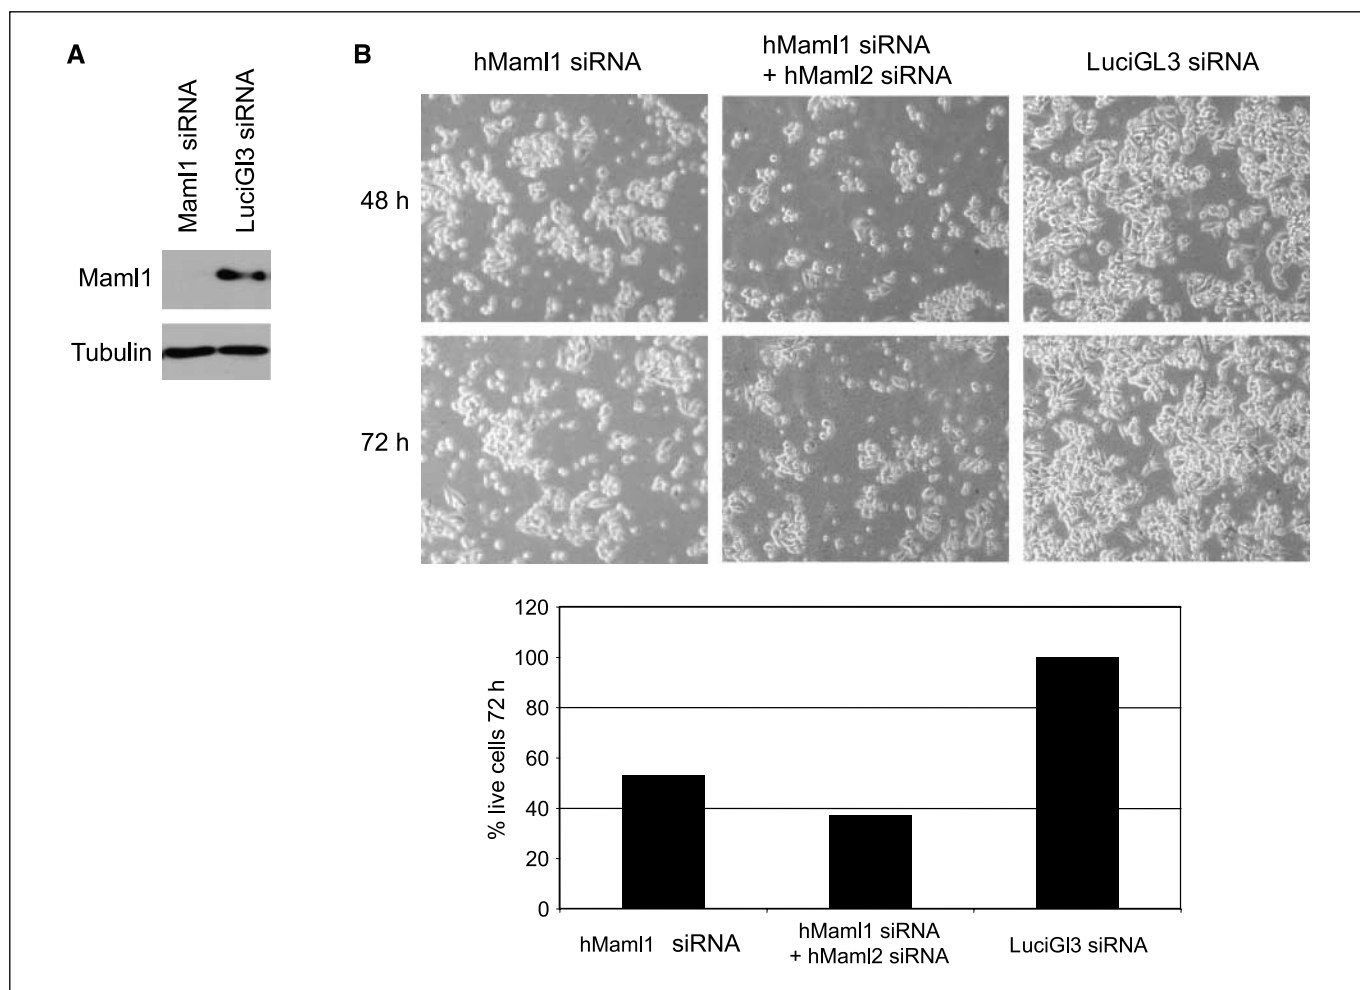 A
Maml1 siRNA
LuciGl3 siRNA
Maml1
Tubulin
B
hMaml1 siRNA
hMaml1 siRNA
+ hMaml2 siRNA
LuciGL3 siRNA
48 h
72 h
% live cells 72 h
120
100
80
60
40
20
0
hMaml1 siRNA
hMaml1 siRNA
+ hMaml2 siRNA
LuciGl3 siRNA